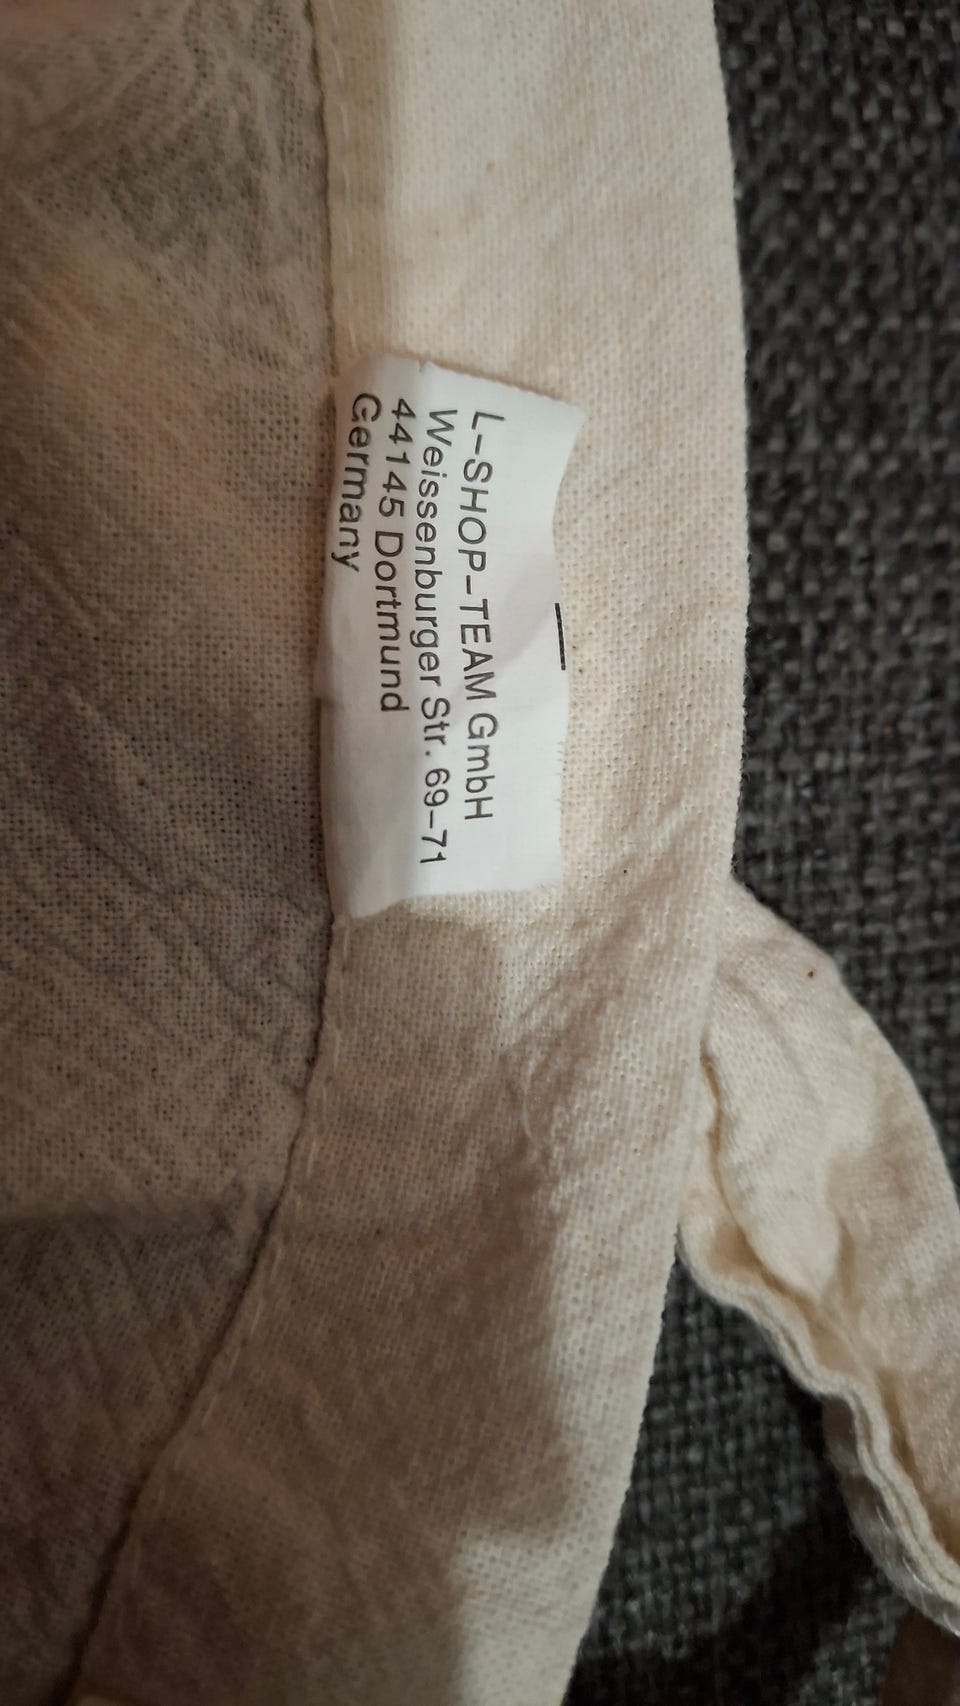 L-SHOP-TEAM GmbH
Weissenburger Str. 69-71
44145 Dortmund
Germany